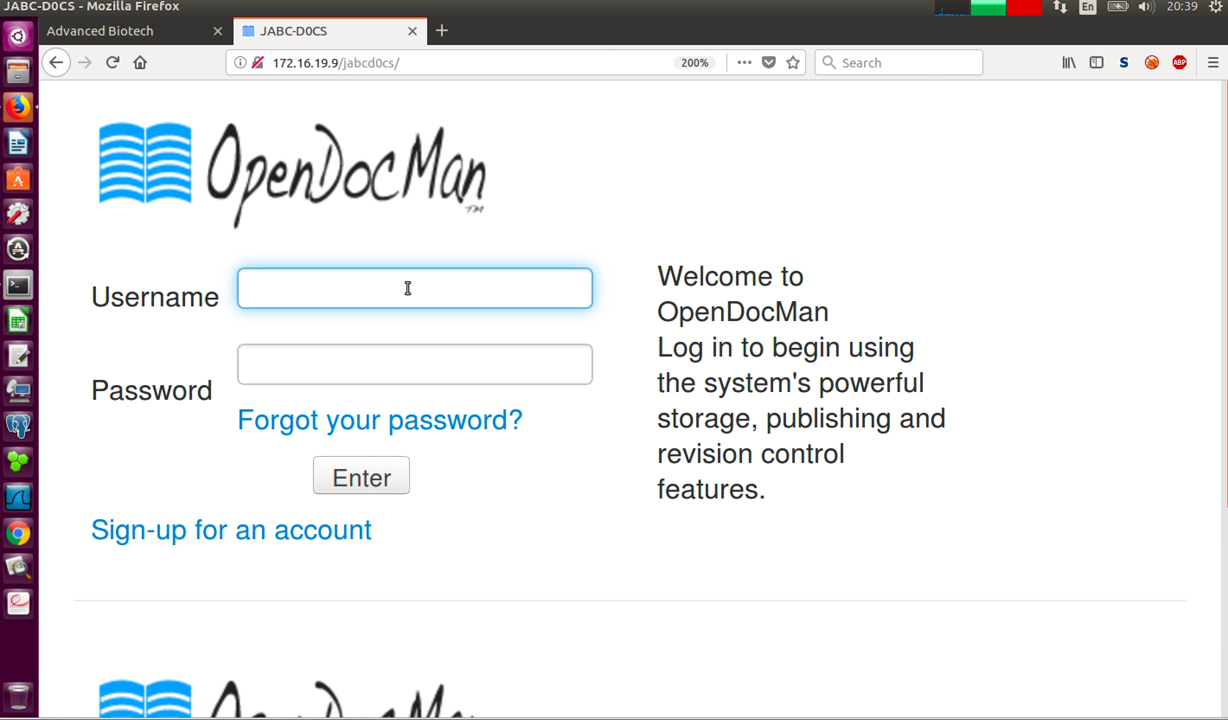 JABC-D0CS - Mozilla Firefox
En
20:39
Advanced Biotech
JABC-D0CS
172.16.19.9/jabcd0cs/
200%
Search
S
ABP
OpenDocMan
TM
Username
Password
Forgot your password?
Enter
Sign-up for an account
Welcome to
OpenDocMan
Log in to begin using
the system's powerful
storage, publishing and
revision control
features.
OpenDocMan